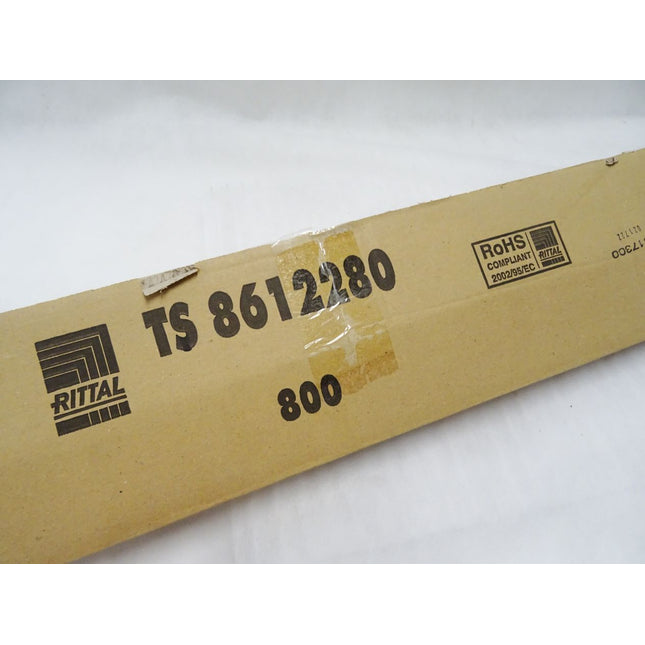 RITTAL
TS 8612280
800
RoHS
COMPLIANT
2002/95/EC
RITTAL